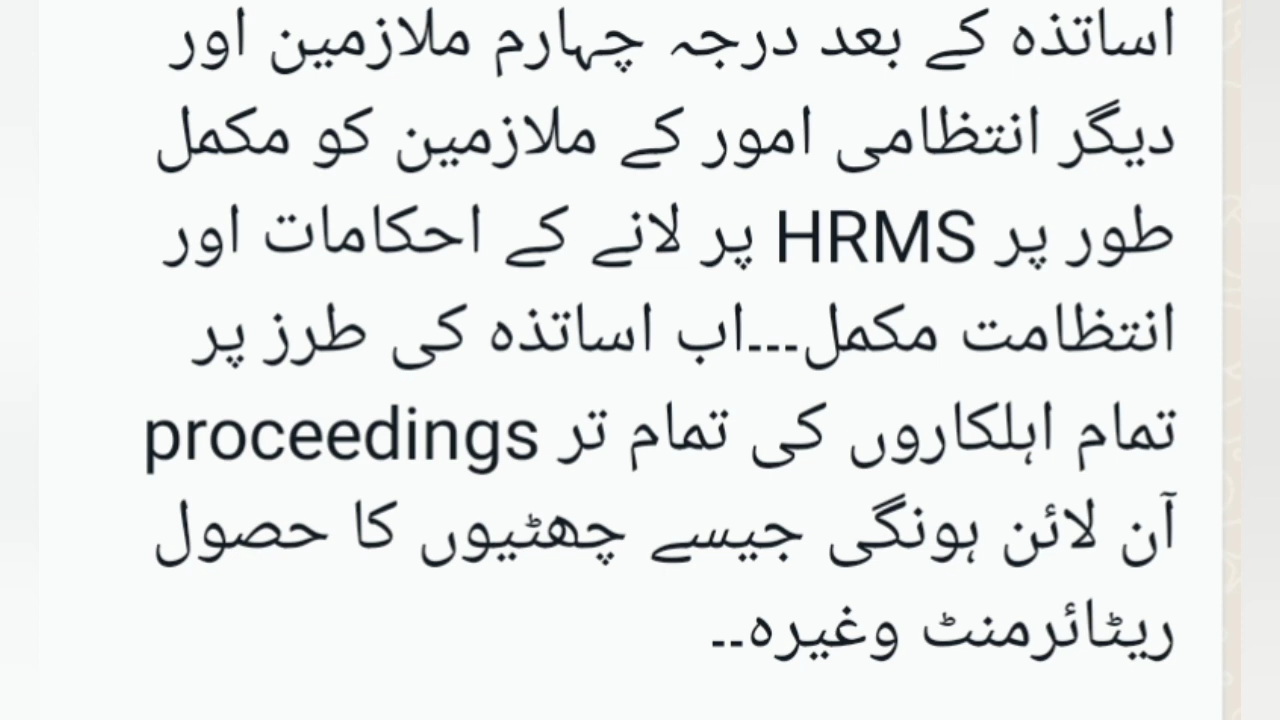 اساتذہ کے بعد درجہ چہارم ملازمین اور
دیگر انتظامی امور کے ملازمین کو مکمل
طور پر HRMS پر لانے کے احکامات اور
انتظامت مکمل---اب اساتذہ کی طرز پر
تمام اہلکاروں کی تمام تر proceedings
آن لائن ہونگی جیسے چھٹیوں کا حصول
ریٹائرمنٹ وغیرہ--